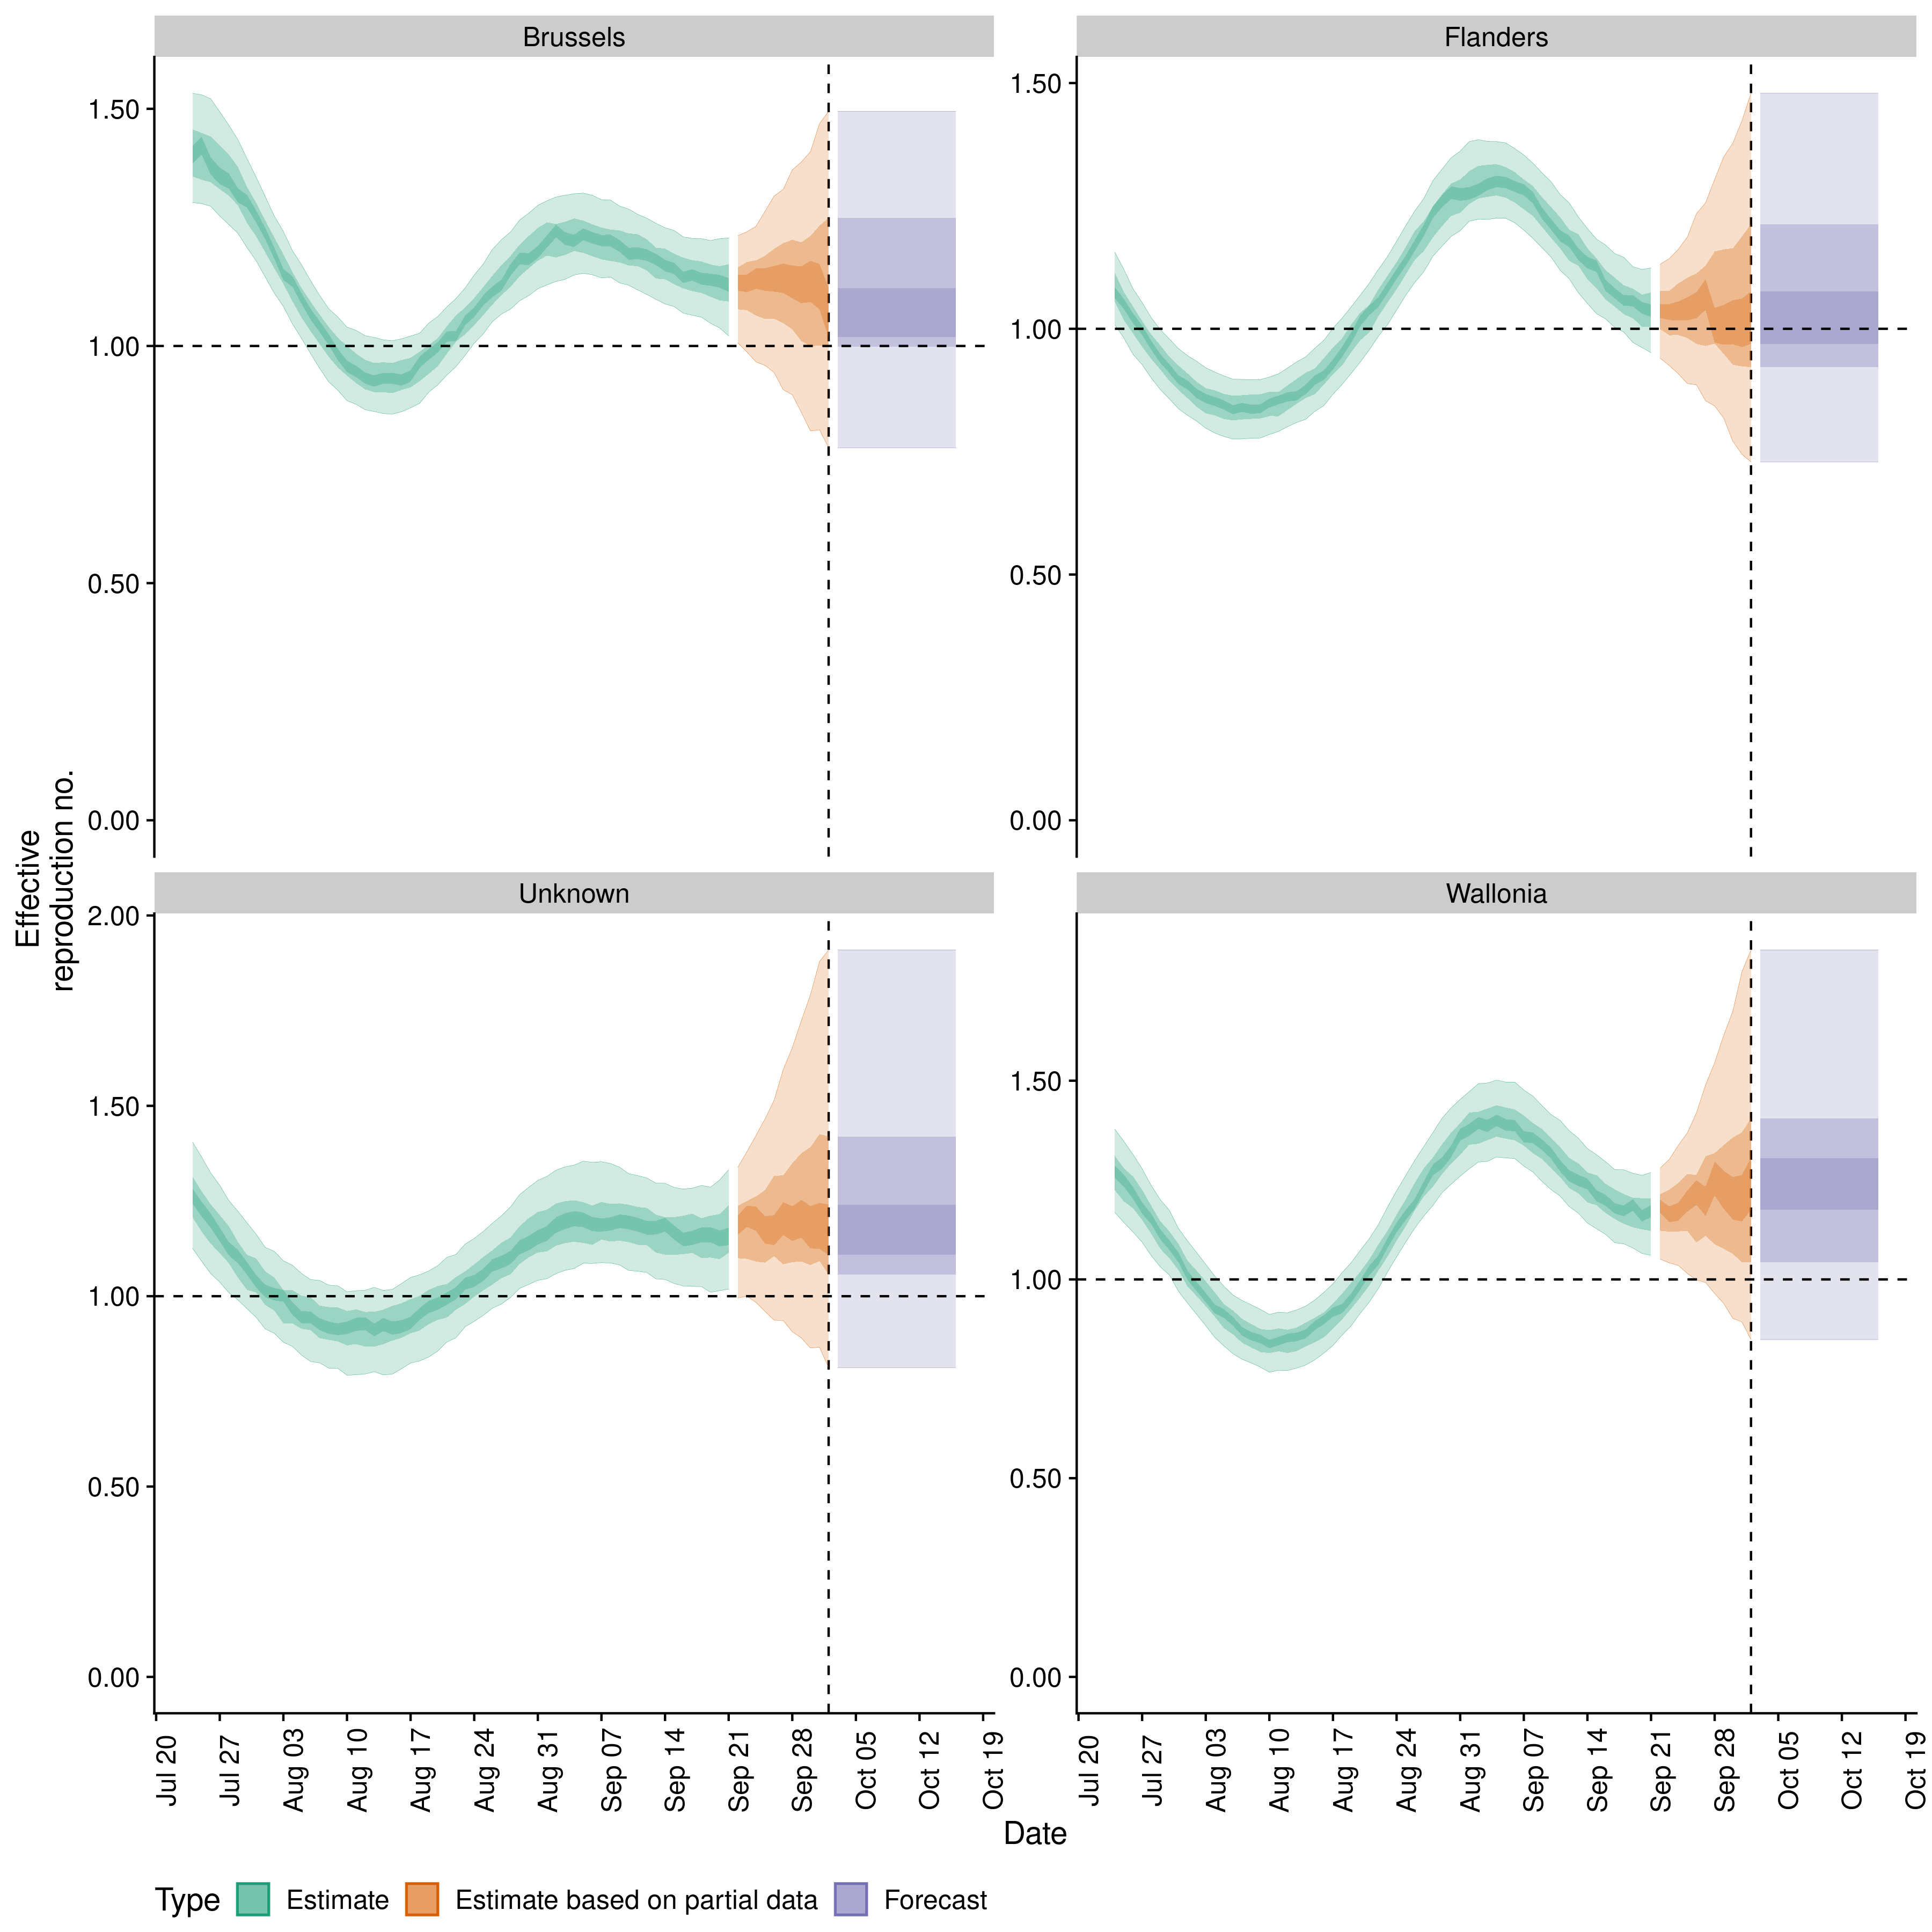 Brussels
Flanders
1.50
1.00
0.50
0.00
1.50
1.00
0.50
0.00
Effective
reproduction no.
Unknown
Wallonia
2.00
1.50
1.00
0.50
0.00
1.50
1.00
0.50
0.00
Jul 20
Jul 27
Aug 03
Aug 10
Aug 17
Aug 24
Aug 31
Sep 07
Sep 14
Sep 21
Sep 28
Oct 05
Oct 12
Oct 19
Jul 20
Jul 27
Aug 03
Aug 10
Aug 17
Aug 24
Aug 31
Sep 07
Sep 14
Sep 21
Sep 28
Oct 05
Oct 12
Oct 19
Date
Type Estimate Estimate based on partial data Forecast